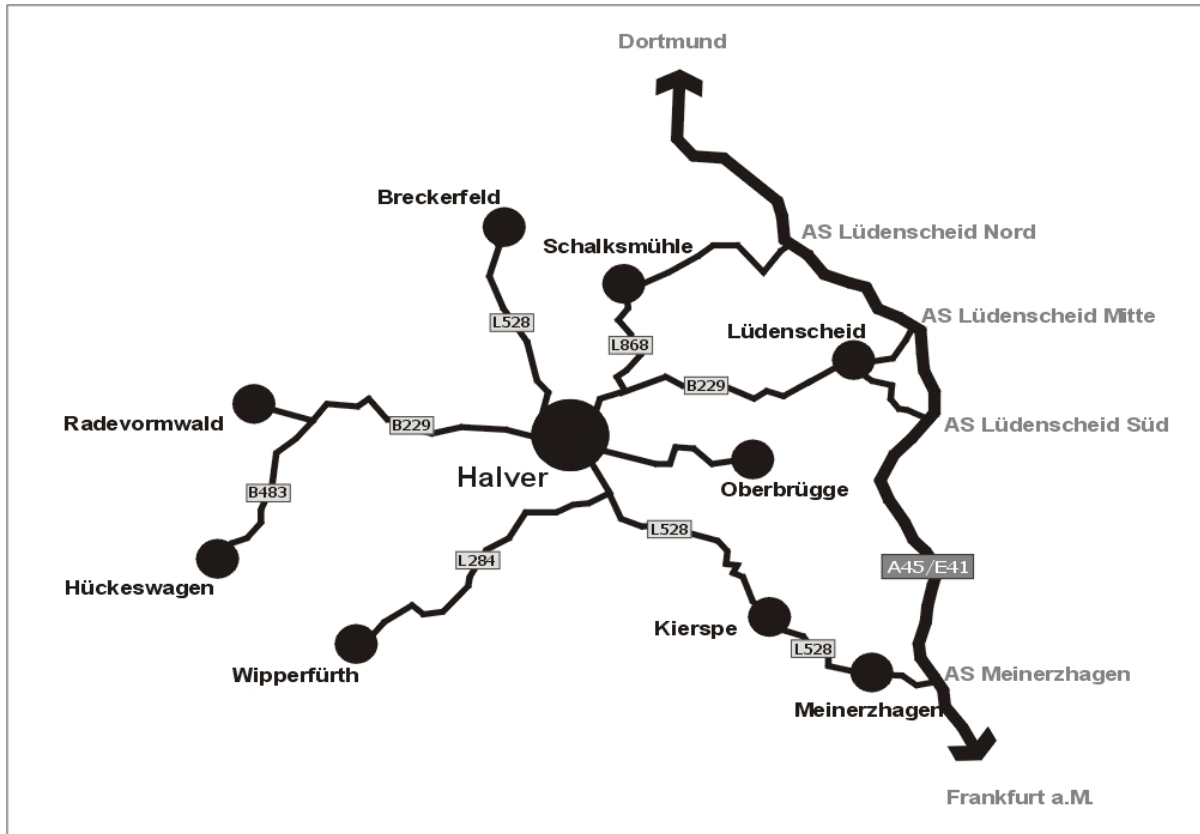 Dortmund
Breckerfeld
AS Lüdenscheid Nord
Schalksmühle
AS Lüdenscheid Mitte
L528
Lüdenscheid
L868
B229
Radevormwald
B229
AS Lüdenscheid Süd
Halver
Oberbrügge
B483
L528
L284
A45/E41
Hückeswagen
Kierspe
L528
Wipperfürth
AS Meinerzhagen
Meinerzhagen
Frankfurt a.M.